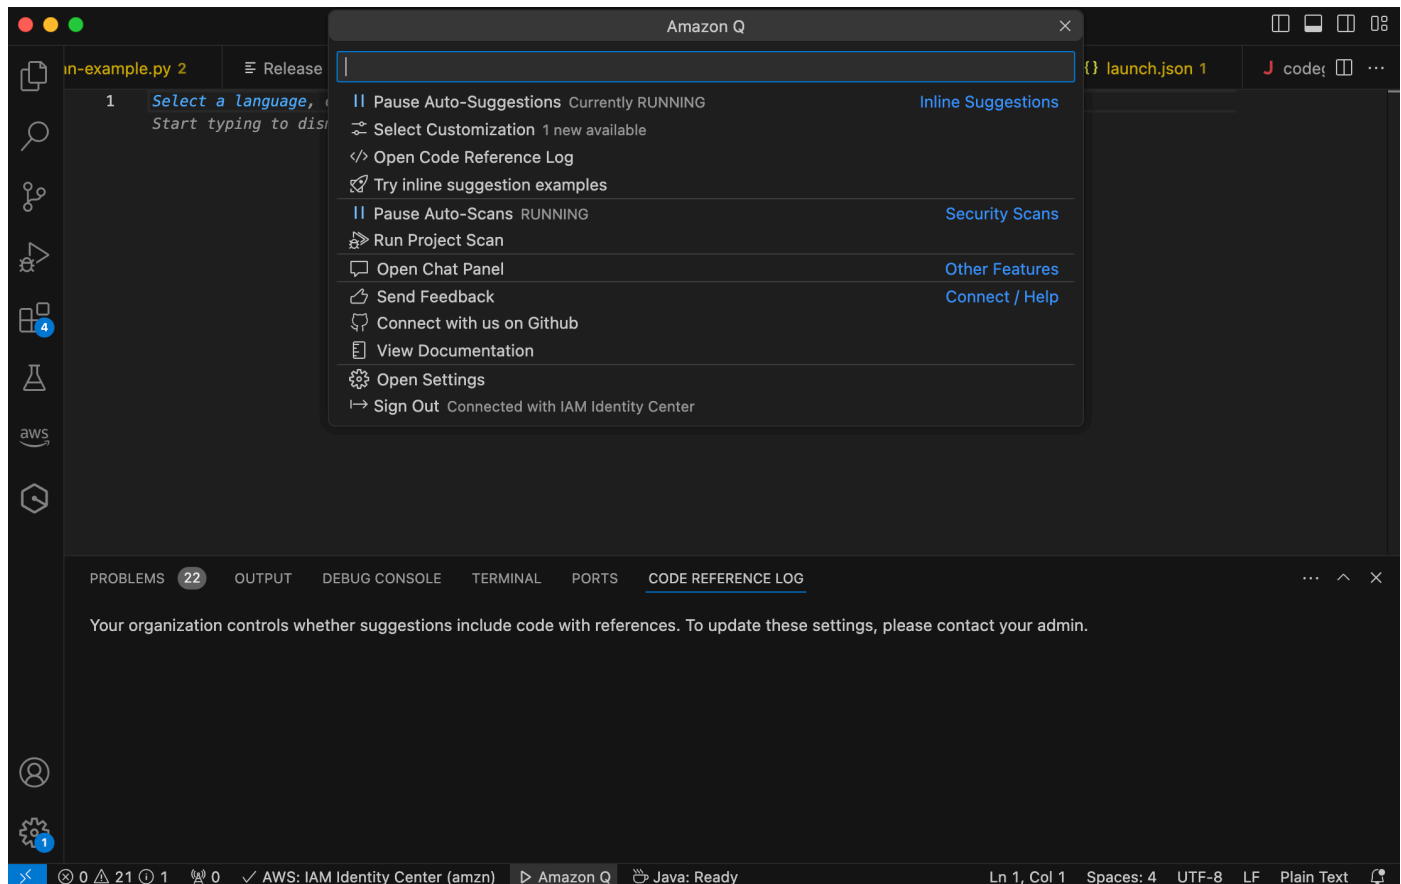 Amazon Q
n-example.py 2
Release
launch.json 1
J code
1 Select a language,
Start typing to dis
Pause Auto-Suggestions Currently RUNNING Inline Suggestions
Select Customization 1 new available
Open Code Reference Log
Try inline suggestion examples
Pause Auto-Scans RUNNING Security Scans
Run Project Scan
Open Chat Panel Other Features
Send Feedback Connect / Help
Connect with us on Github
View Documentation
Open Settings
Sign Out Connected with IAM Identity Center
4
aws
PROBLEMS 22 OUTPUT DEBUG CONSOLE TERMINAL PORTS CODE REFERENCE LOG
Your organization controls whether suggestions include code with references. To update these settings, please contact your admin.
1
0 21 1 0 AWS: IAM Identity Center (amzn) Amazon Q Java: Ready Ln 1, Col 1 Spaces: 4 UTF-8 LF Plain Text